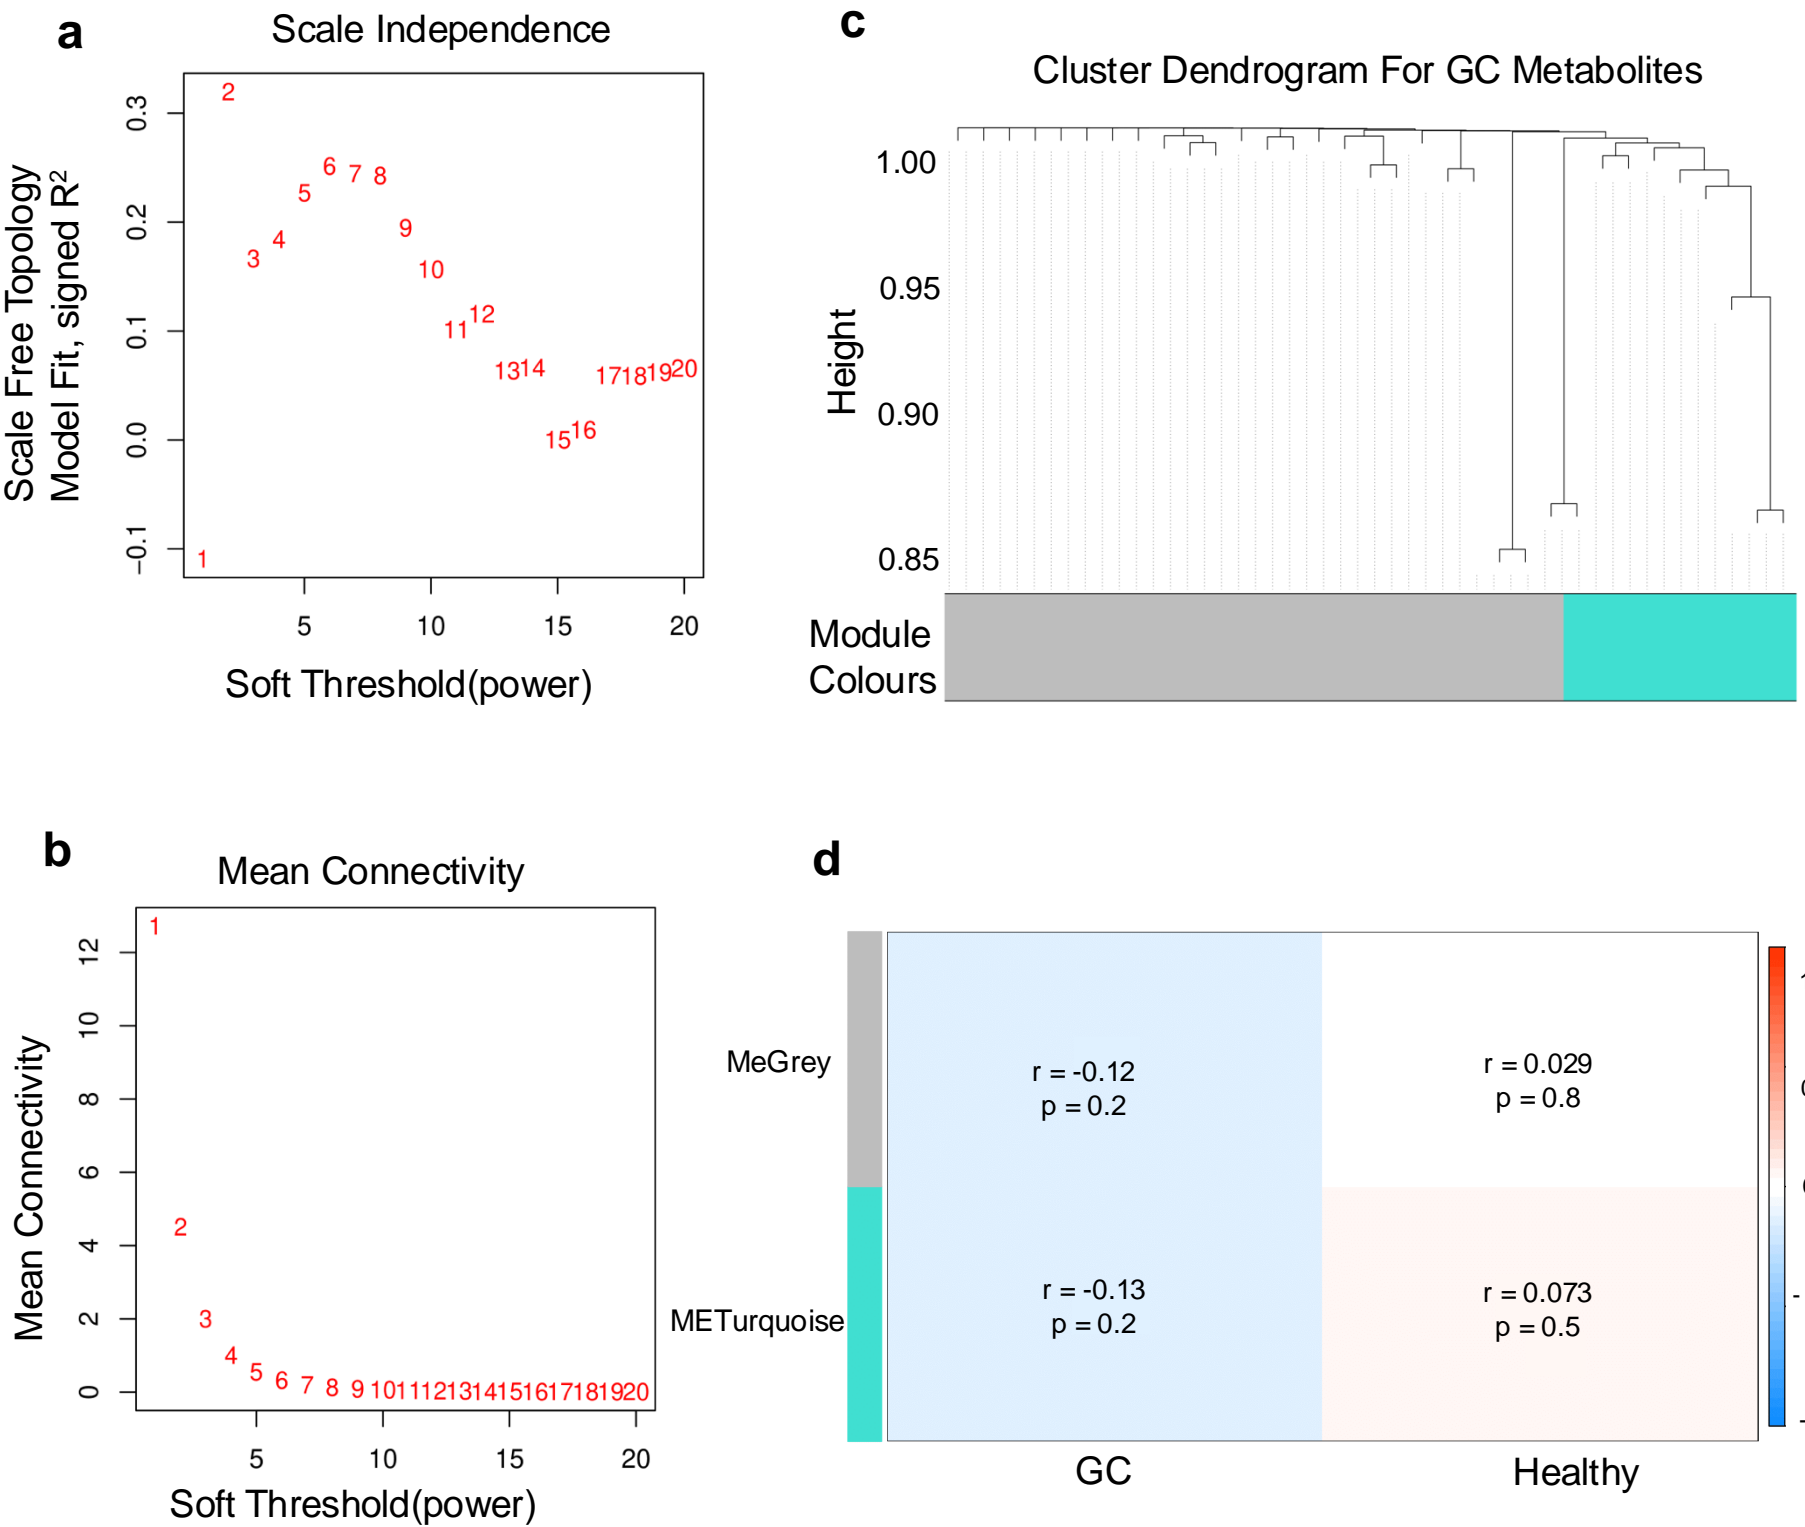 a
Scale Independence
Scale Free Topology
Model Fit, signed R²
0.3
0.2
0.1
0.0
−0.1
1
2
3
4
5
6
7
8
9
10
11
12
13
14
15
16
17
18
19
20
5 10 15 20
Soft Threshold(power)
b
Mean Connectivity
Mean Connectivity
12
10
8
6
4
2
0
1
2
3
4
5
6
7
8
9
10
11
12
13
14
15
16
17
18
19
20
5 10 15 20
Soft Threshold(power)
c
Cluster Dendrogram For GC Metabolites
Height
1.00
0.95
0.90
0.85
Module
Colours
d
MeGrey
METurquoise
r = -0.12
p = 0.2
r = 0.029
p = 0.8
r = -0.13
p = 0.2
r = 0.073
p = 0.5
GC
Healthy